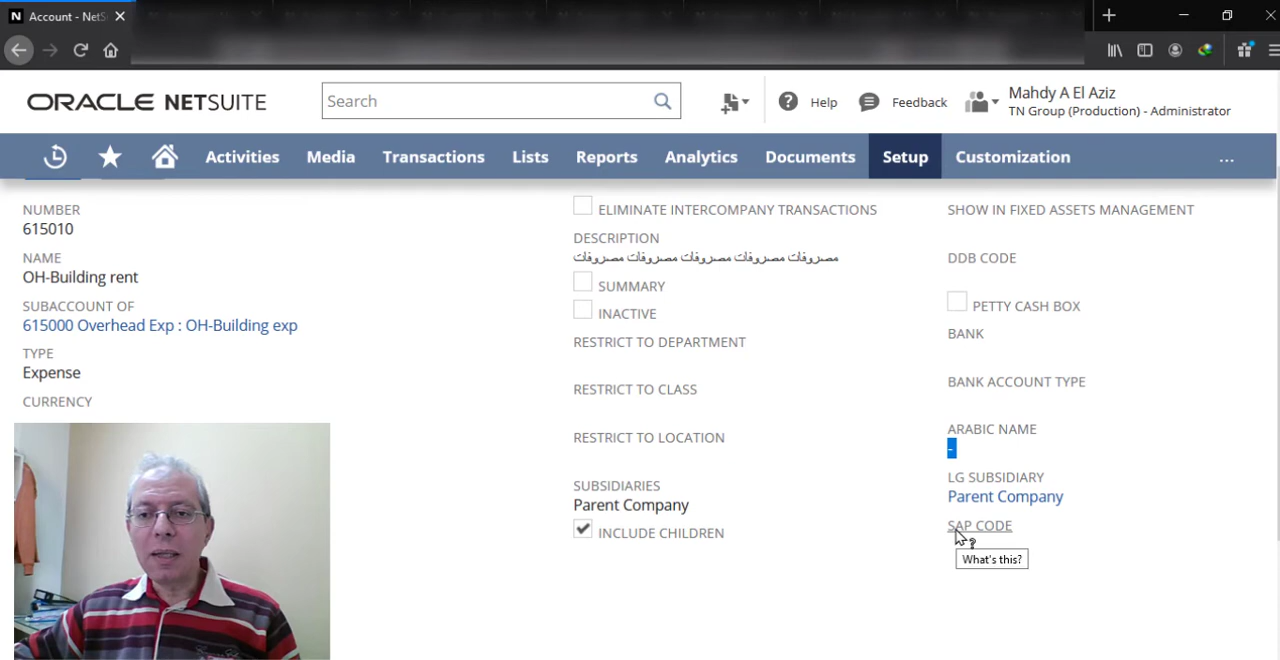 Account - NetS
ORACLE NETSUITE
Search
Help
Feedback
Mahdy A El Aziz
TN Group (Production) - Administrator
Activities
Media
Transactions
Lists
Reports
Analytics
Documents
Setup
Customization
...
NUMBER
615010
NAME
OH-Building rent
SUBACCOUNT OF
615000 Overhead Exp : OH-Building exp
TYPE
Expense
CURRENCY
ELIMINATE INTERCOMPANY TRANSACTIONS
DESCRIPTION
مصروفات مصروفات مصروفات مصروفات مصروفات
SUMMARY
INACTIVE
RESTRICT TO DEPARTMENT
RESTRICT TO CLASS
RESTRICT TO LOCATION
SUBSIDIARIES
Parent Company
INCLUDE CHILDREN
SHOW IN FIXED ASSETS MANAGEMENT
DDB CODE
PETTY CASH BOX
BANK
BANK ACCOUNT TYPE
ARABIC NAME
-
LG SUBSIDIARY
Parent Company
SAP CODE
What's this?